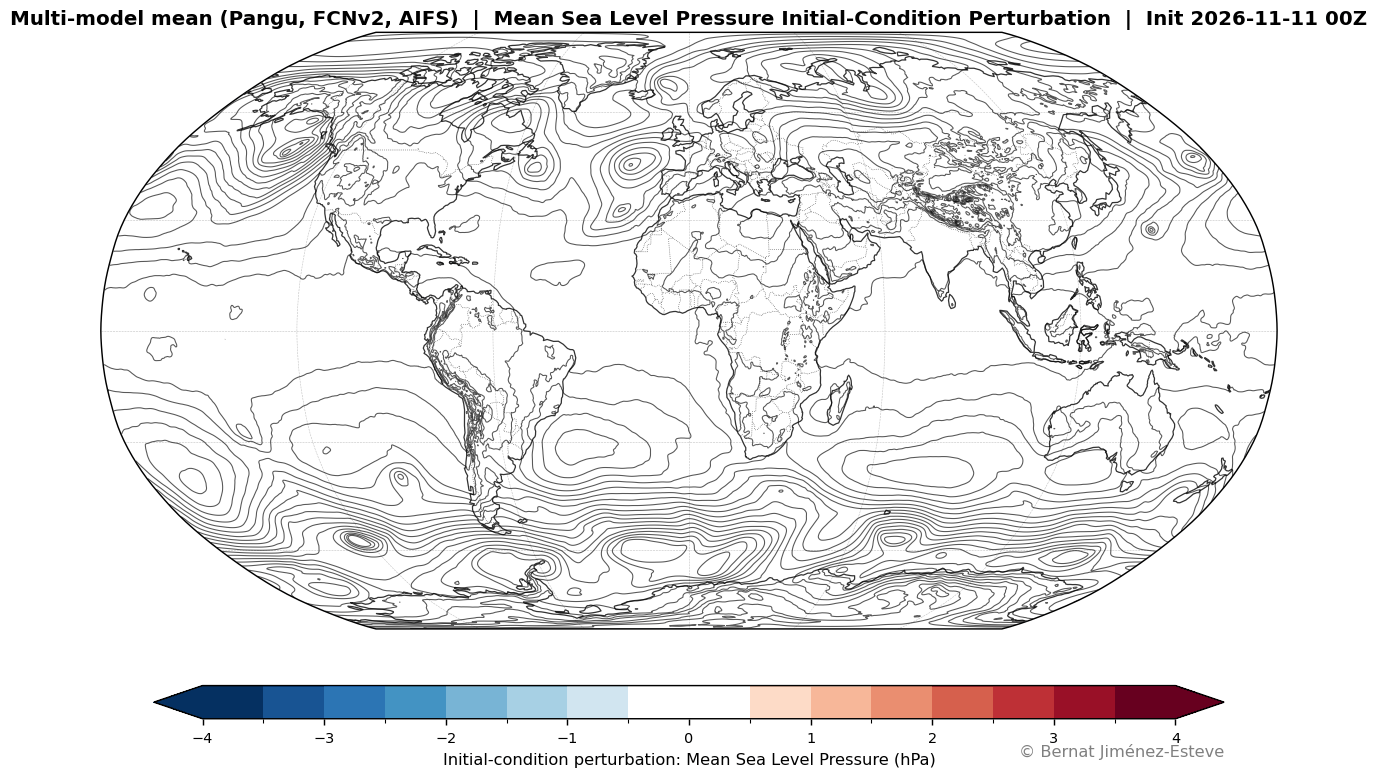 Multi-model mean (Pangu, FCNv2, AIFS) | Mean Sea Level Pressure Initial-Condition Perturbation | Init 2026-11-11 00Z
−4 −3 −2 −1 0 1 2 3 4
Initial-condition perturbation: Mean Sea Level Pressure (hPa)
© Bernat Jiménez-Esteve